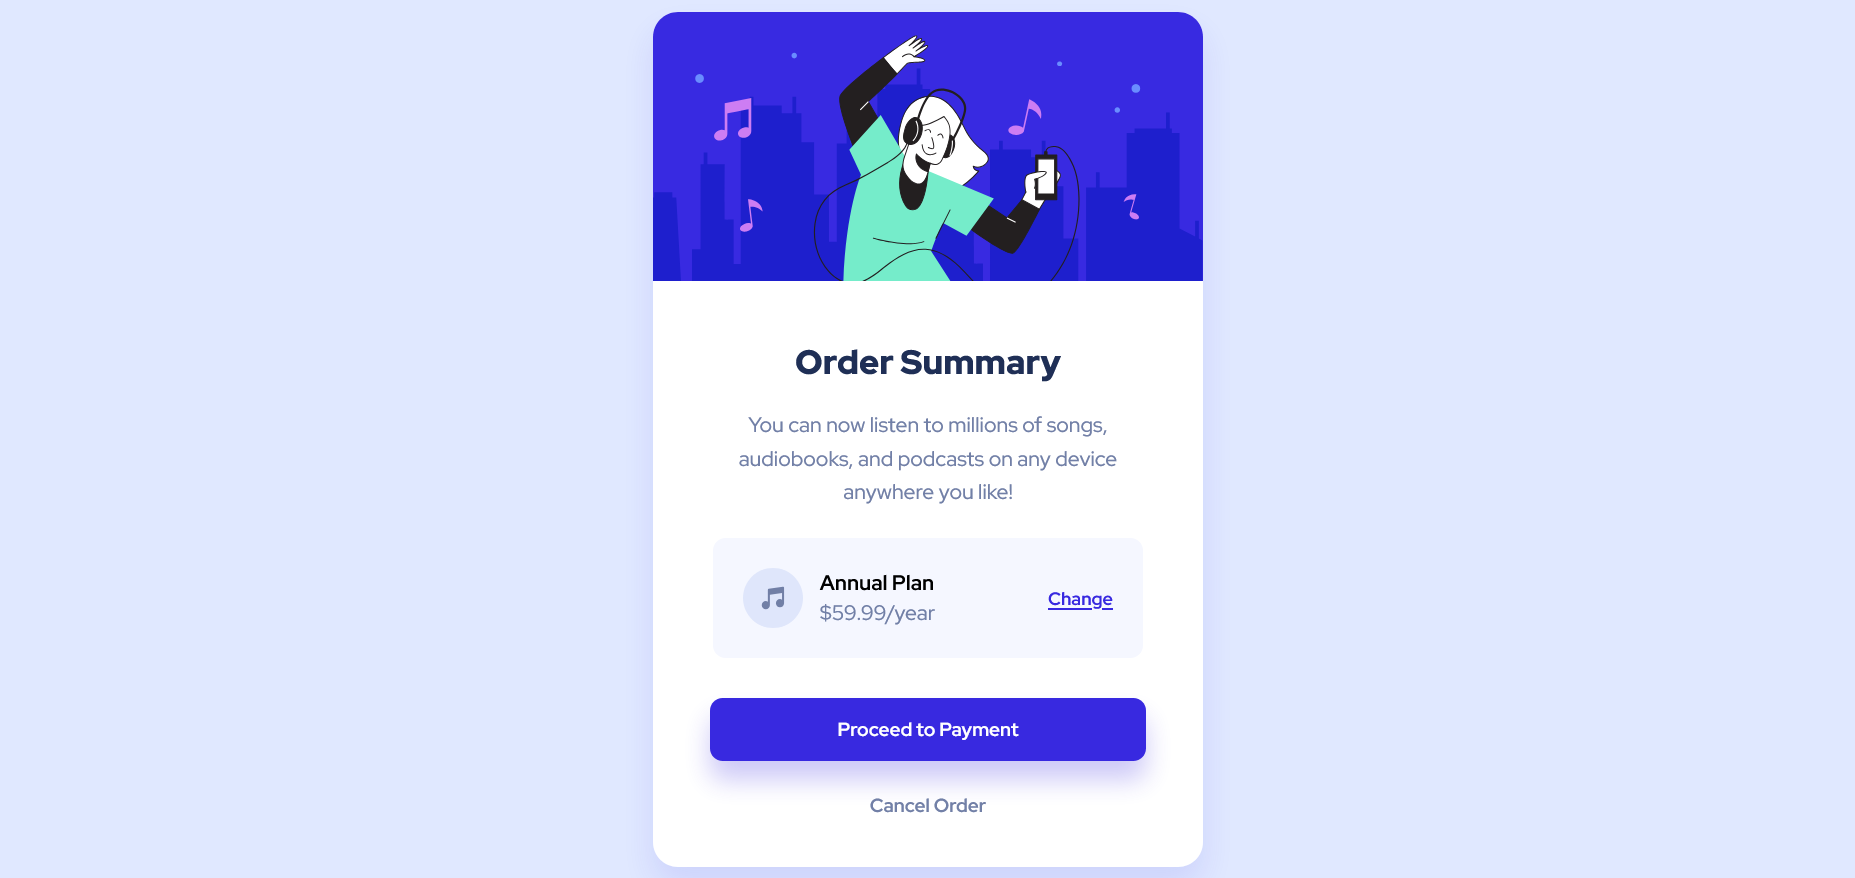 Order Summary
You can now listen to millions of songs,
audiobooks, and podcasts on any device
anywhere you like!
Annual Plan
$59.99/year
Change
Proceed to Payment
Cancel Order